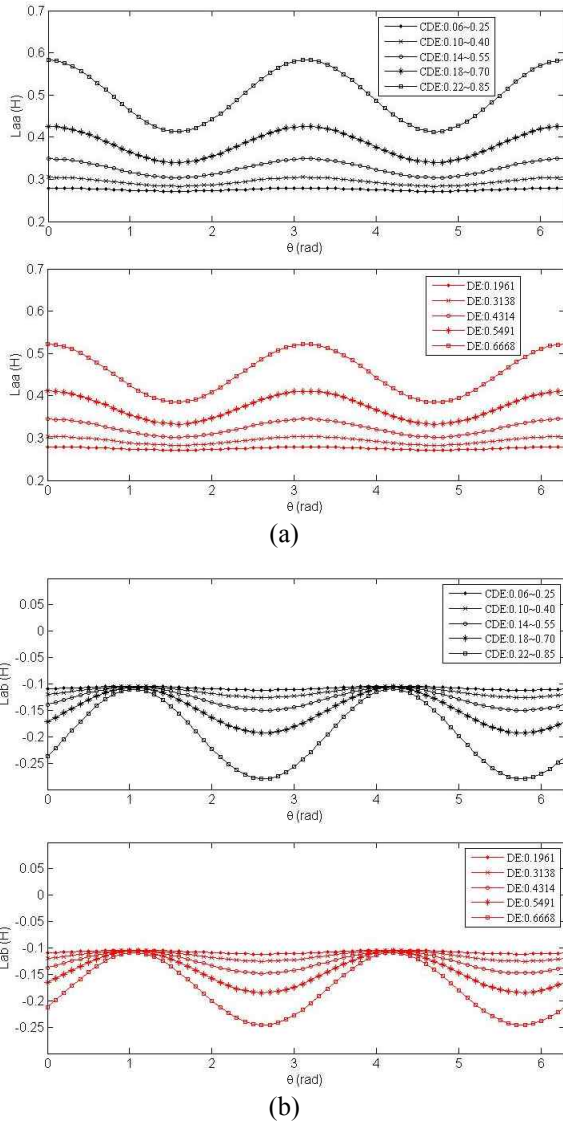 0.7
CDE:0.06~0.25
CDE:0.10~0.40
CDE:0.14~0.55
CDE:0.18~0.70
CDE:0.22~0.85
0.6
0.5
0.4
0.3
0.2
Laa (H)
0 1 2 3 4 5 6
θ (rad)
0.7
DE:0.1961
DE:0.3138
DE:0.4314
DE:0.5491
DE:0.6668
0.6
0.5
0.4
0.3
0.2
Laa (H)
0 1 2 3 4 5 6
θ (rad)
(a)
CDE:0.06~0.25
CDE:0.10~0.40
CDE:0.14~0.55
CDE:0.18~0.70
CDE:0.22~0.85
0.05
0
-0.05
-0.1
-0.15
-0.2
-0.25
Lab (H)
0 1 2 3 4 5 6
θ (rad)
DE:0.1961
DE:0.3138
DE:0.4314
DE:0.5491
DE:0.6668
0.05
0
-0.05
-0.1
-0.15
-0.2
-0.25
Lab (H)
0 1 2 3 4 5 6
θ (rad)
(b)